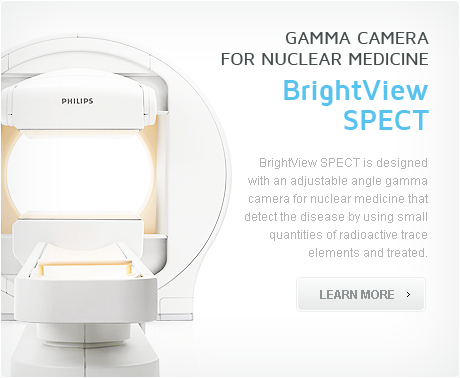 GAMMA CAMERA
FOR NUCLEAR MEDICINE
BrightView
SPECT
PHILIPS
BrightView SPECT is designed
with an adjustable angle gamma
camera for nuclear medicine that
detect the disease by using small
quantities of radioactive trace
elements and treated.
LEARN MORE >